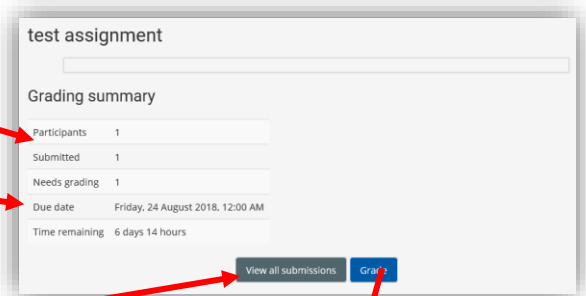 test assignment
Grading summary
Participants 1
Submitted 1
Needs grading 1
Due date Friday, 24 August 2018, 12:00 AM
Time remaining 6 days 14 hours
View all submissions Grade